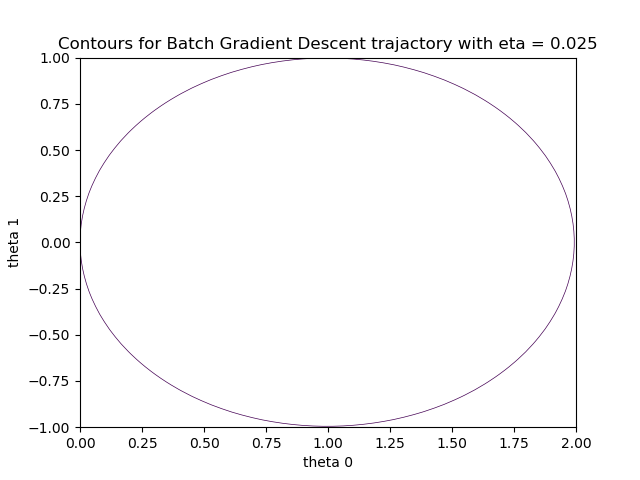 Contours for Batch Gradient Descent trajactory with eta = 0.025
1.00
0.75
0.50
0.25
0.00
−0.25
−0.50
−0.75
−1.00
theta 1
0.00 0.25 0.50 0.75 1.00 1.25 1.50 1.75 2.00
theta 0